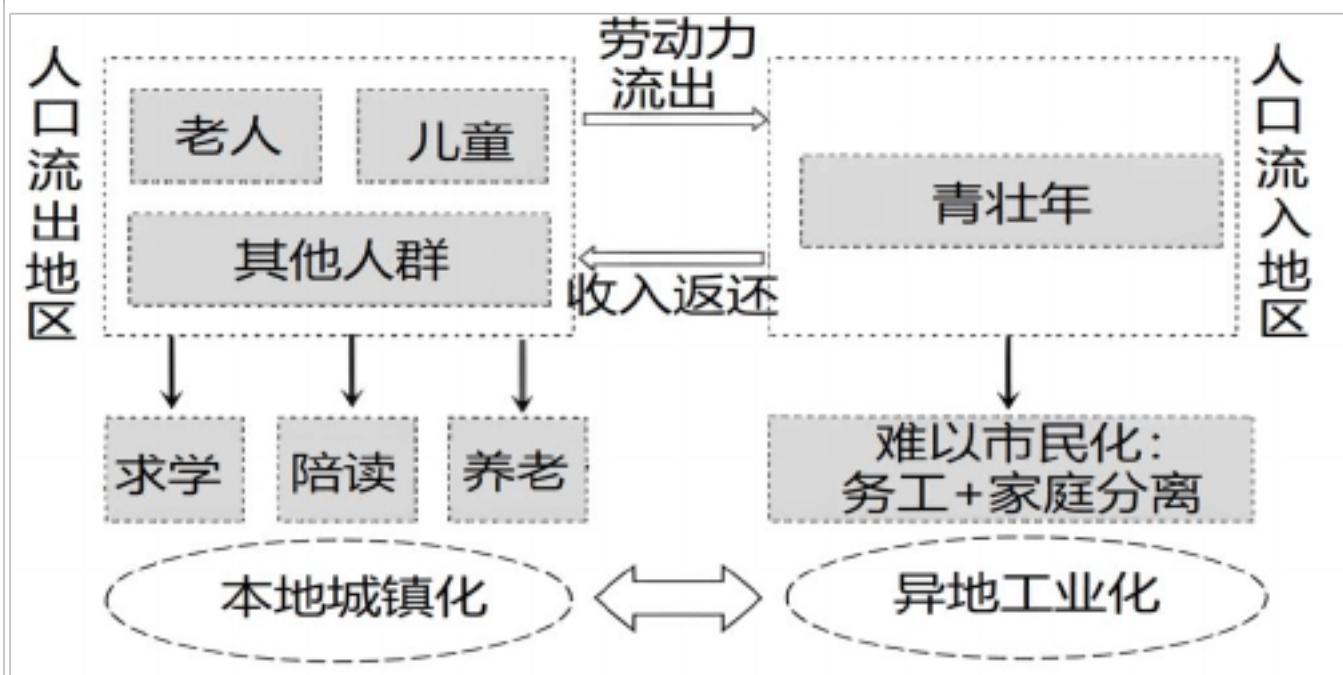 人口流出地区
老人
儿童
其他人群
劳动力
流出
收入返还
青壮年
人口流入地区
求学
陪读
养老
难以市民化：
务工+家庭分离
本地城镇化
异地工业化